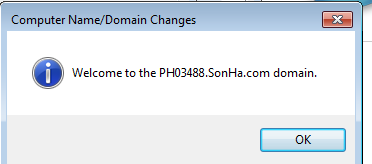 Computer Name/Domain Changes
Welcome to the PH03488.SonHa.com domain.
OK